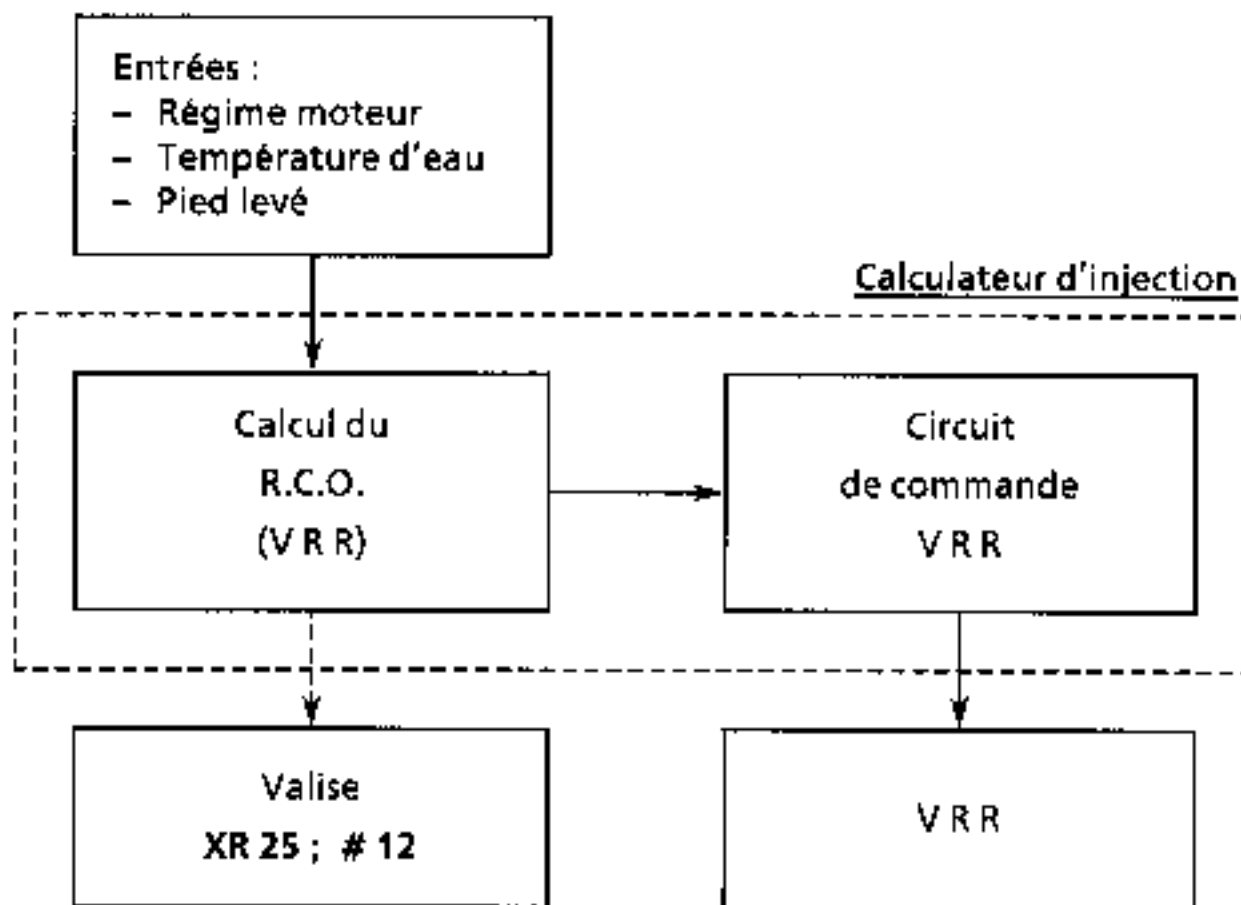 Entrées :
– Régime moteur
– Température d'eau
– Pied levé
Calculateur d'injection
Calcul du
R.C.O.
(V R R)
Circuit
de commande
V R R
Valise
XR 25 ; # 12
V R R